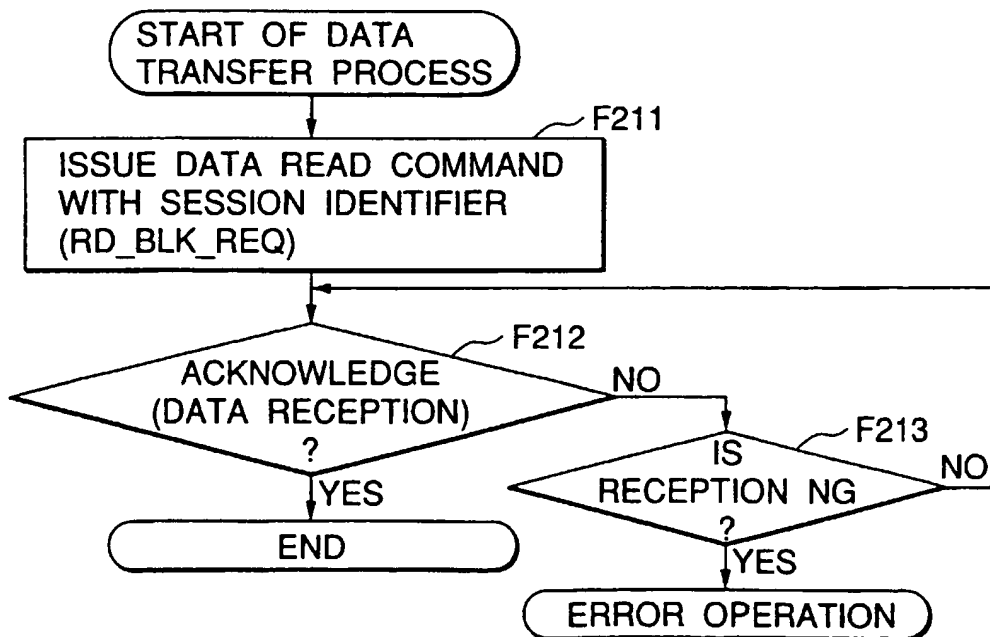 START OF DATA
TRANSFER PROCESS
F211
ISSUE DATA READ COMMAND
WITH SESSION IDENTIFIER
(RD_BLK_REQ)
F212
ACKNOWLEDGE
(DATA RECEPTION)
?
NO
YES
END
F213
IS
RECEPTION NG
?
NO
YES
ERROR OPERATION